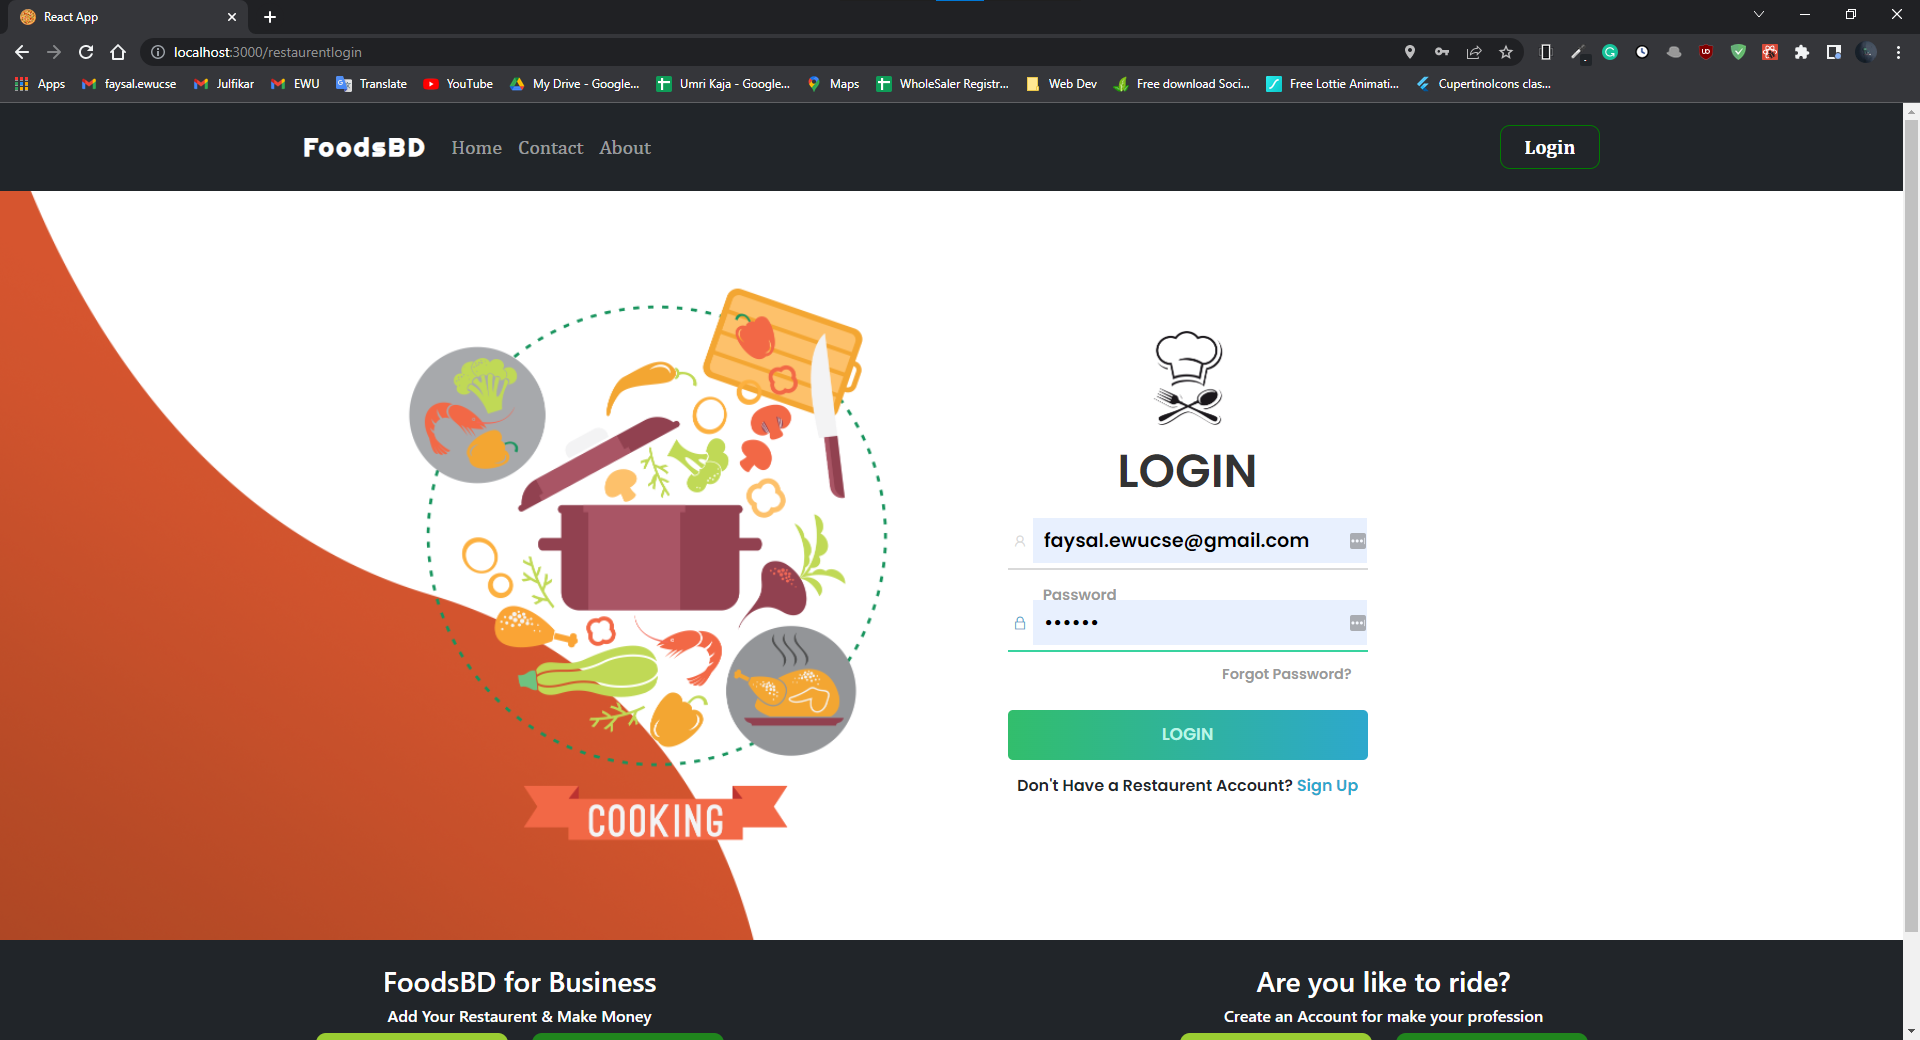 React App
localhost:3000/restaurentlogin
Apps faysal.ewucse Julfikar EWU Translate YouTube My Drive - Google... Umri Kaja - Google... Maps WholeSaler Registr... Web Dev Free download Soci... Free Lottie Animati... CupertinoIcons clas...
FoodsBD Home Contact About Login
LOGIN
faysal.ewucse@gmail.com
Password
••••••
Forgot Password?
LOGIN
Don't Have a Restaurent Account? Sign Up
COOKING
FoodsBD for Business
Add Your Restaurent & Make Money
Are you like to ride?
Create an Account for make your profession